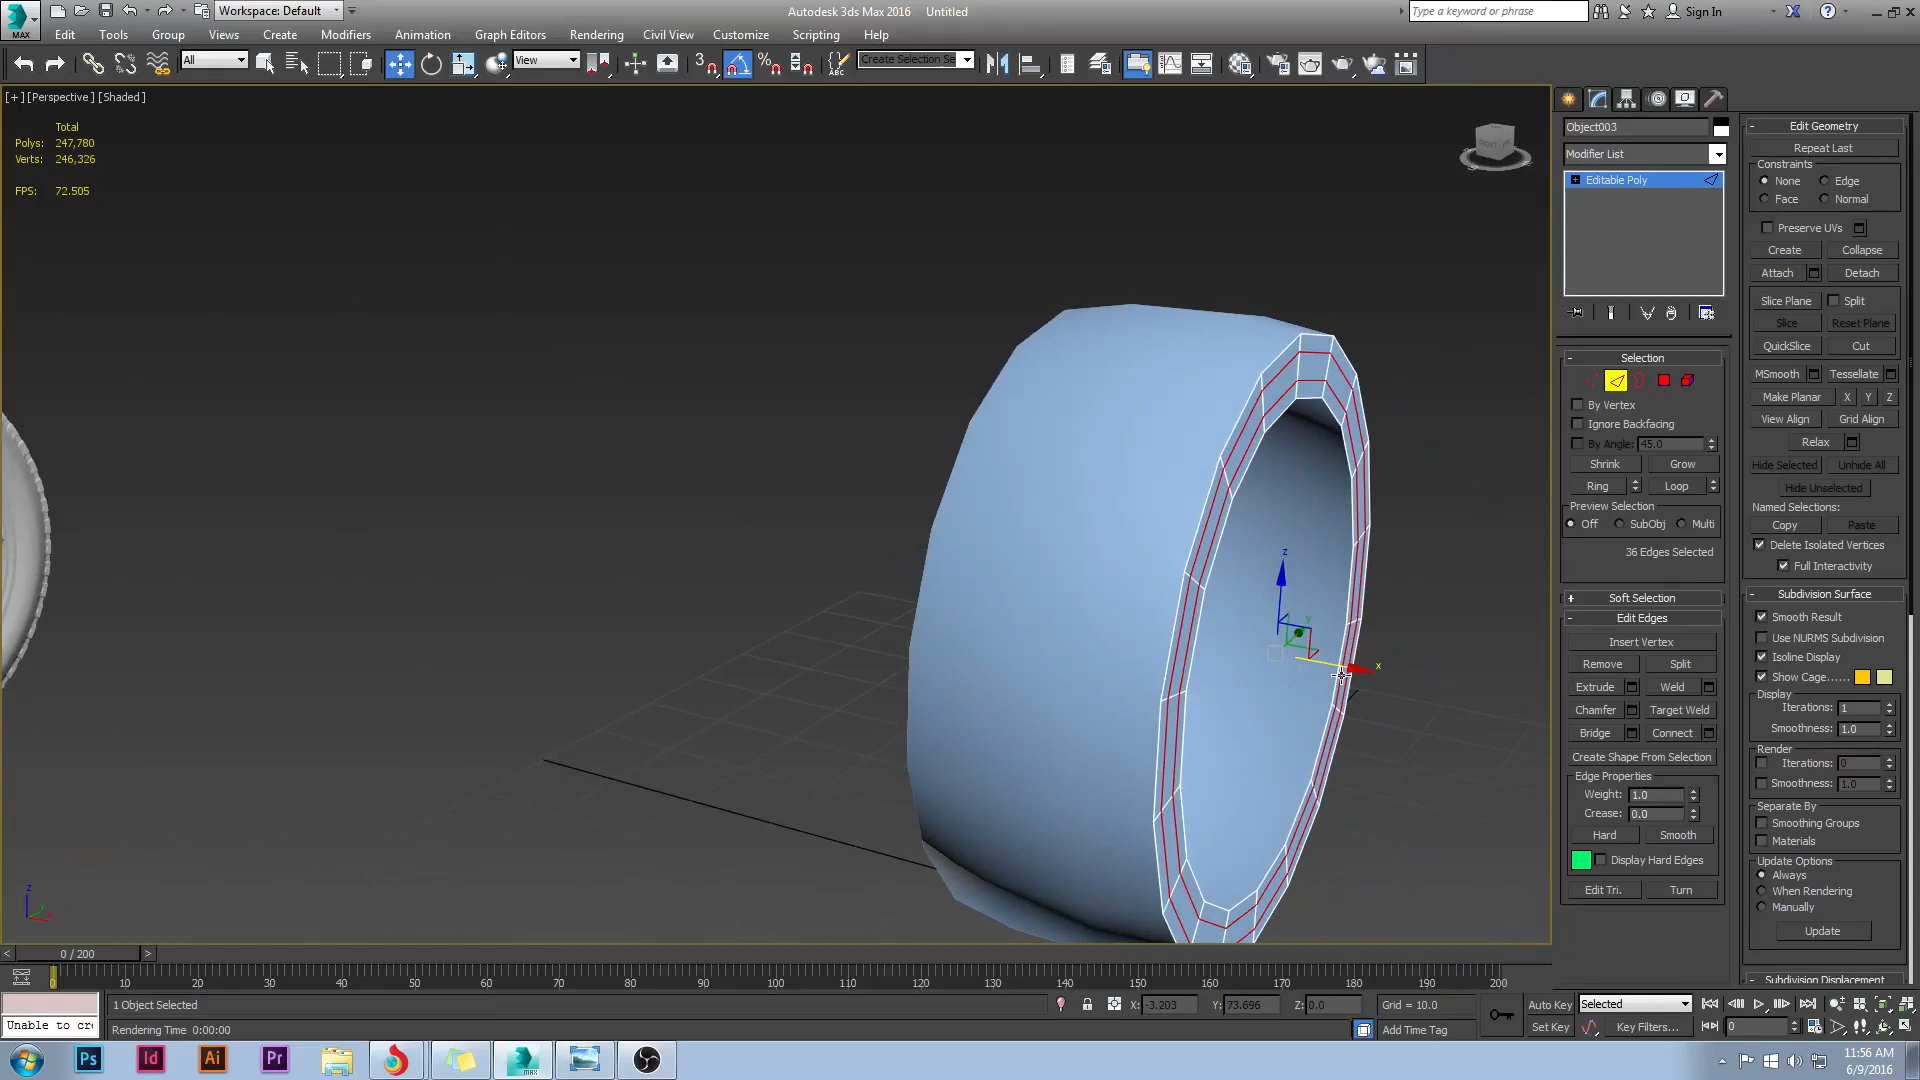 Workspace: Default
Autodesk 3ds Max 2016 Untitled
Type a keyword or phrase
Sign In
MAX
Edit Tools Group Views Create Modifiers Animation Graph Editors Rendering Civil View Customize Scripting Help
All
View
3
ABC
Create Selection Se
[+] [Perspective] [Shaded]
Total
Polys: 247,780
Verts: 246,326
FPS: 72.505
z
y
x
Object003
Modifier List
Editable Poly
Selection
By Vertex
Ignore Backfacing
By Angle: 45.0
Shrink Grow
Ring Loop
Preview Selection
Off SubObj Multi
36 Edges Selected
Soft Selection
Edit Edges
Insert Vertex
Remove Split
Extrude Weld
Chamfer Target Weld
Bridge Connect
Create Shape From Selection
Edge Properties
Weight: 1.0
Crease: 0.0
Hard Smooth
Display Hard Edges
Edit Tri. Turn
Edit Geometry
Repeat Last
Constraints
None Edge
Face Normal
Preserve UVs
Create Collapse
Attach Detach
Slice Plane Split
Slice Reset Plane
QuickSlice Cut
MSmooth Tessellate
Make Planar X Y Z
View Align Grid Align
Relax
Hide Selected Unhide All
Hide Unselected
Named Selections:
Copy Paste
Delete Isolated Vertices
Full Interactivity
Subdivision Surface
Smooth Result
Use NURMS Subdivision
Isoline Display
Show Cage......
Display
Iterations: 1
Smoothness: 1.0
Render
Iterations: 0
Smoothness: 1.0
Separate By
Smoothing Groups
Materials
Update Options
Always
When Rendering
Manually
Update
Subdivision Displacement
0 / 200
0 10 20 30 40 50 60 70 80 90 100 110 120 130 140 150 160 170 180 190 200
1 Object Selected
X: -3.203 Y: 73.696 Z: 0.0
Grid = 10.0
Auto Key Selected
Unable to cr
Rendering Time 0:00:00
Add Time Tag
Set Key Key Filters... 0
Ps Id Ai Pr
MAX
11:56 AM
6/9/2016